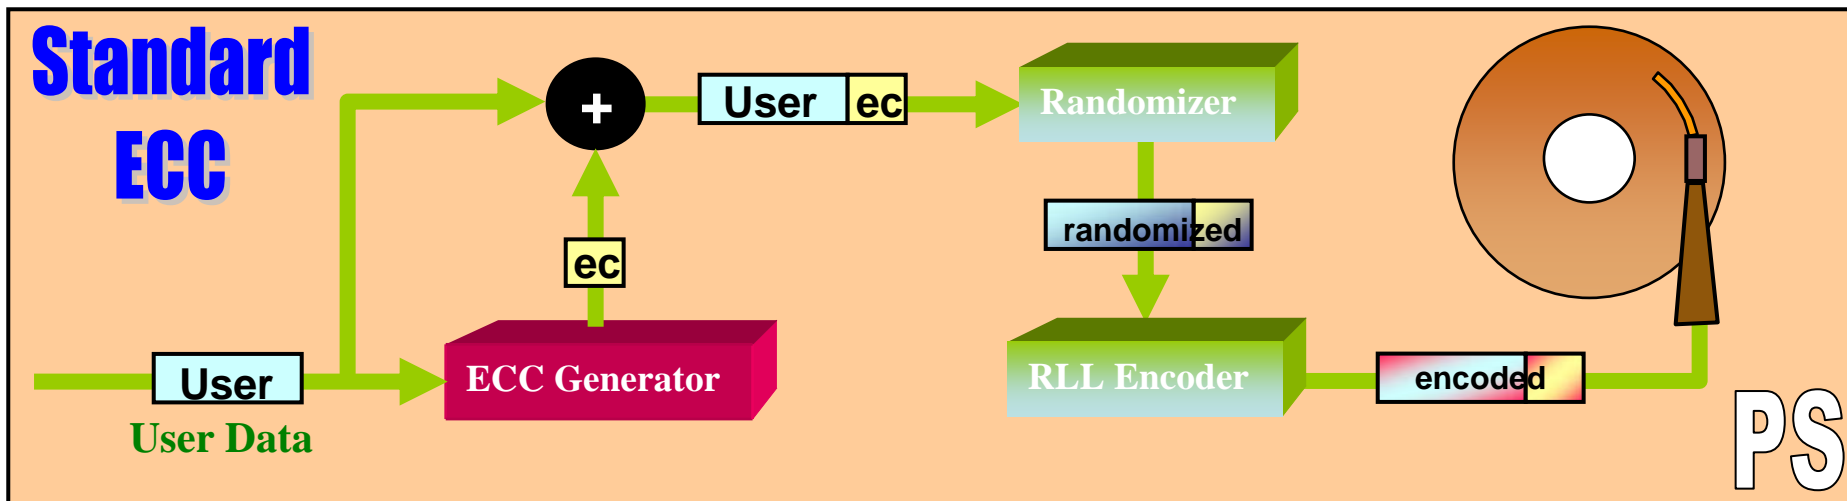 Standard
ECC
+
User ec
Randomizer
randomized
ec
ECC Generator
RLL Encoder
encoded
User
User Data
PS